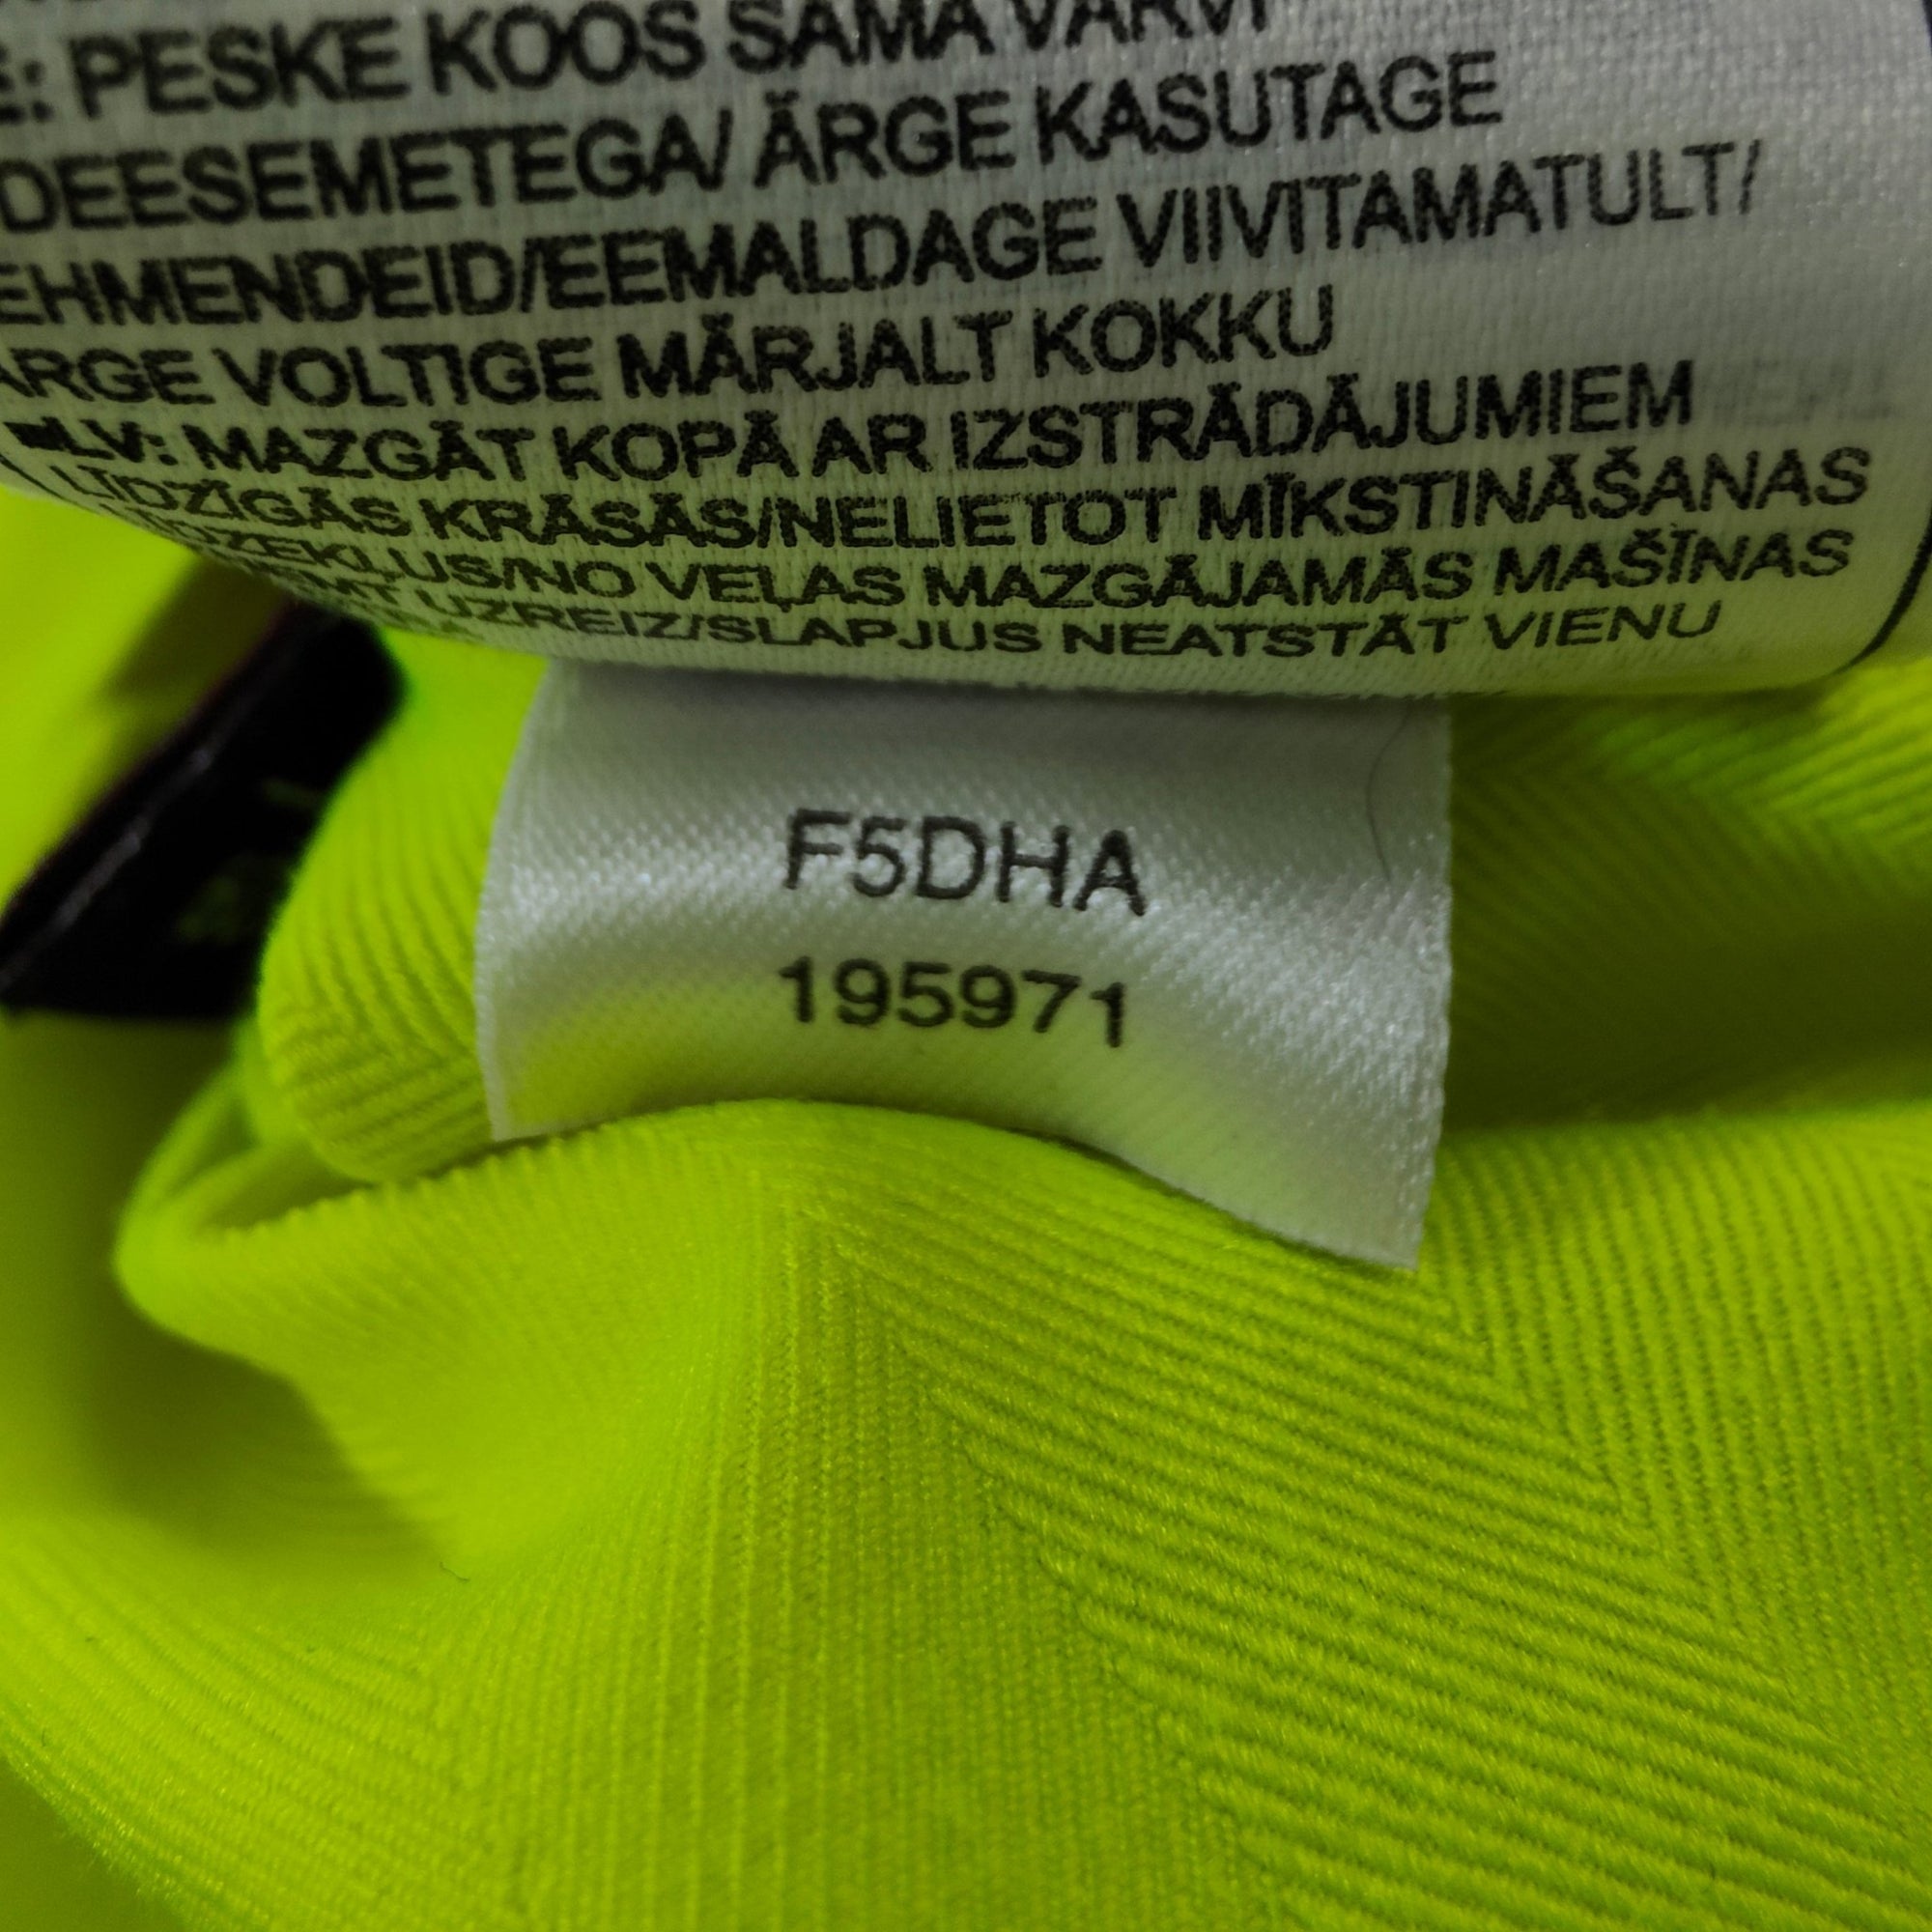 E: PESKE KOOS SAMA VÄRVI
DEESEMETEGA/ ÄRGE KASUTAGE
EHMENDEID/EEMALDAGE VIIVITAMATULT/
ÄRGE VOLTIGE MÄRJALT KOKKU
LV: MAZGĀT KOPĀ AR IZSTRĀDĀJUMIEM
LĪDZĪGĀS KRĀSĀS/NELIETOT MĪKSTINĀŠANAS
LĪDZEKĻUS/NO VEĻAS MAZGĀJAMĀS MAŠĪNAS
UZREIZ/SLAPJUS NEATSTĀT VIENU
F5DHA
195971